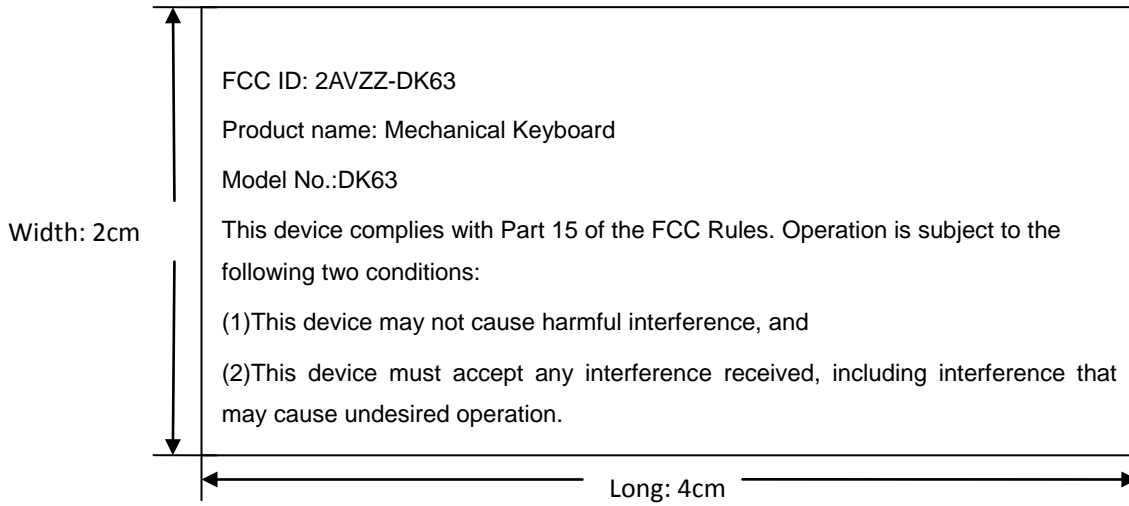 FCC ID: 2AVZZ-DK63
Product name: Mechanical Keyboard
Model No.:DK63
Width: 2cm
This device complies with Part 15 of the FCC Rules. Operation is subject to the
following two conditions:
(1)This device may not cause harmful interference, and
(2)This device must accept any interference received, including interference that
may cause undesired operation.
Long: 4cm